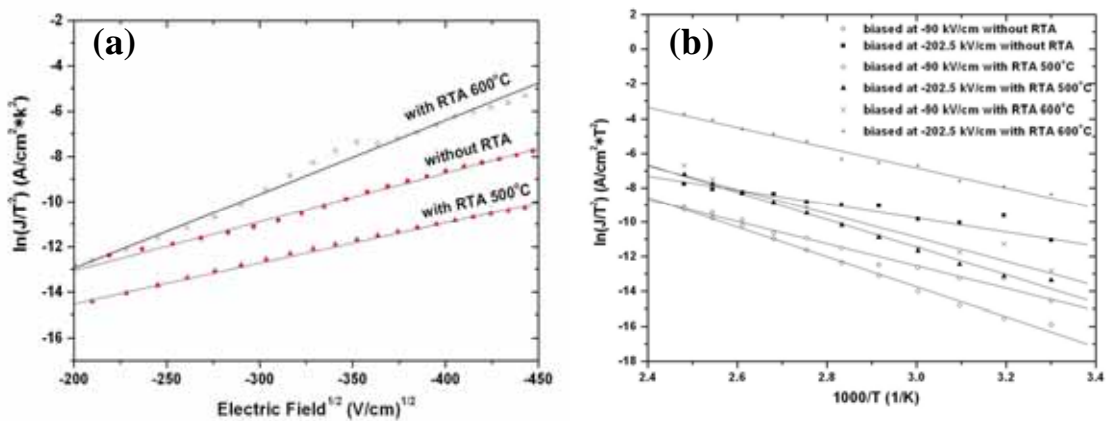 (a)
-2
-4
-6
-8
-10
-12
-14
-16
ln(J/T²) (A/cm²*k²)
with RTA 600°C
without RTA
with RTA 500°C
-200
-250
-300
-350
-400
-450
Electric Field¹/² (V/cm)¹/²
(b)
2
0
-2
-4
-6
-8
-10
-12
-14
-16
-18
ln(J/T²) (A/cm²*T²)
biased at -90 kV/cm without RTA
biased at -202.5 kV/cm without RTA
biased at -90 kV/cm with RTA 500°C
biased at -202.5 kV/cm with RTA 500°C
biased at -90 kV/cm with RTA 600°C
biased at -202.5 kV/cm with RTA 600°C
2.4
2.6
2.8
3.0
3.2
3.4
1000/T (1/K)